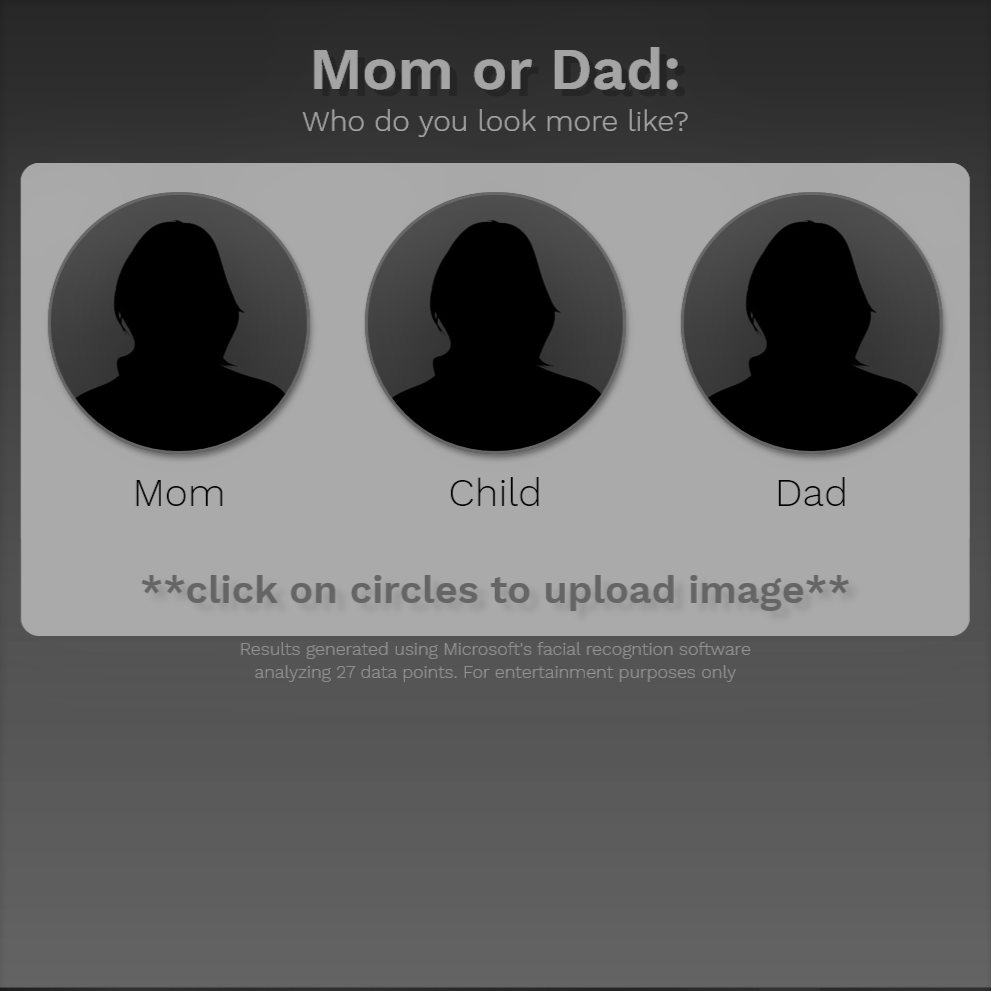 Mom or Dad:
Who do you look more like?
Mom
Child
Dad
**click on circles to upload image**
Results generated using Microsoft's facial recogntion software
analyzing 27 data points. For entertainment purposes only